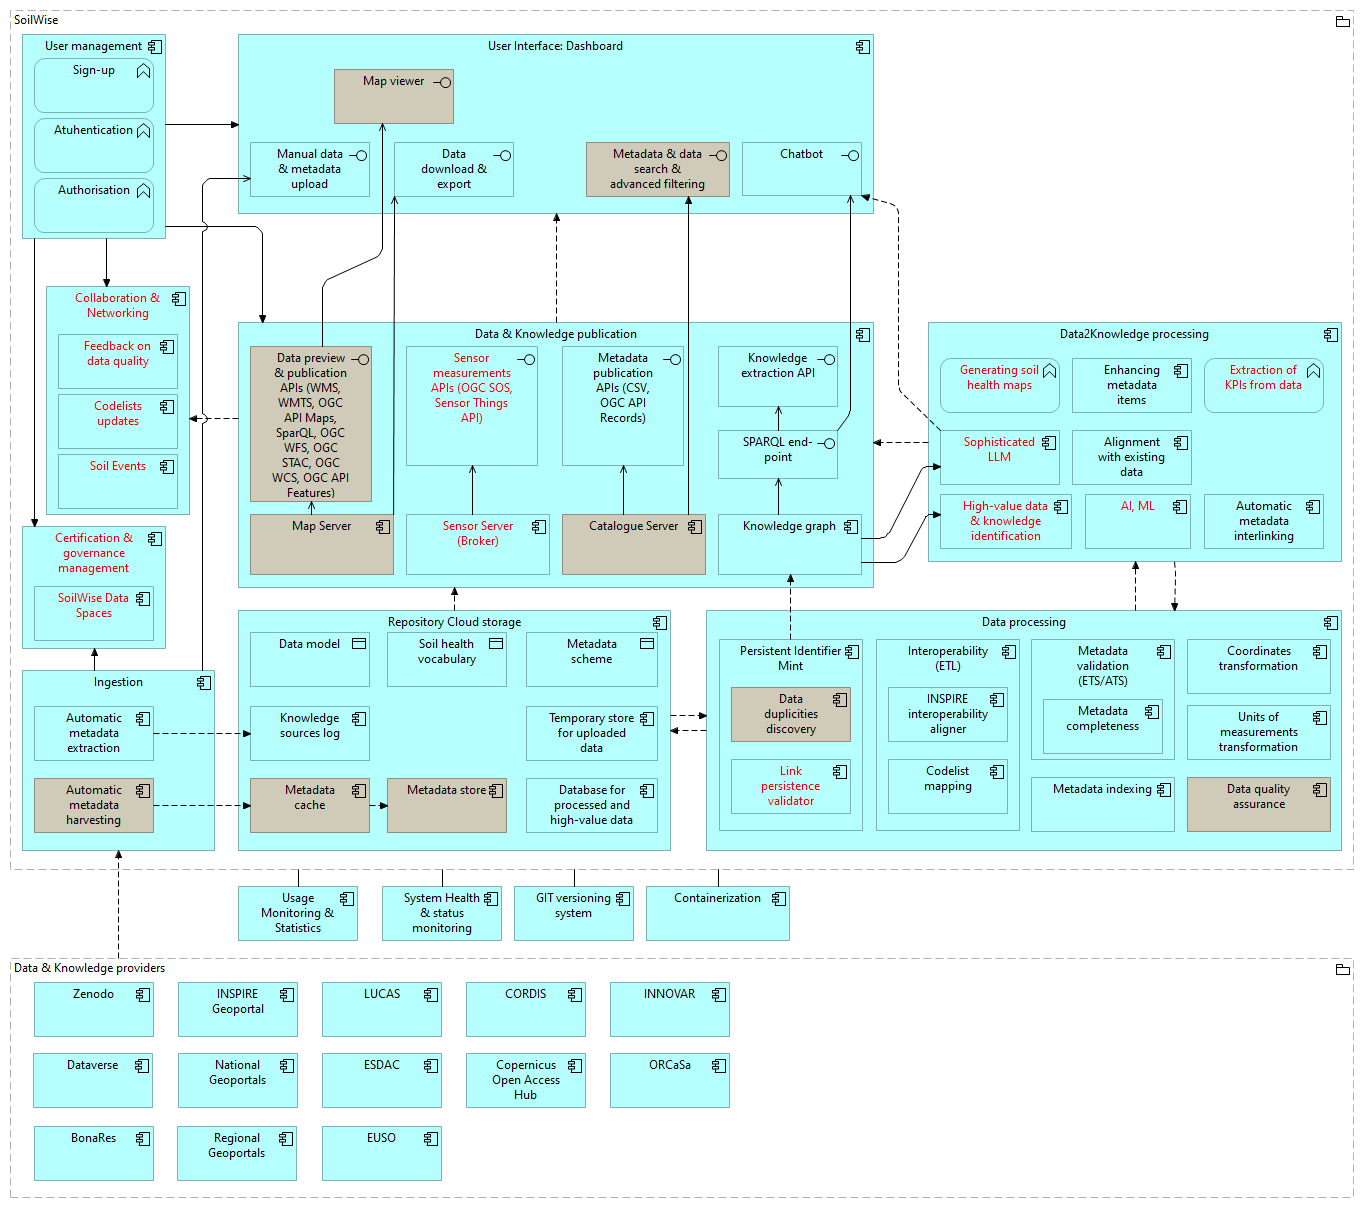 SoilWise
User management
Sign-up
Atuhentication
Authorisation
User Interface: Dashboard
Map viewer
Manual data
& metadata
upload
Data
download &
export
Metadata & data
search &
advanced filtering
Chatbot
Collaboration &
Networking
Feedback on
data quality
Codelists
updates
Soil Events
Data & Knowledge publication
Data preview
& publication
APIs (WMS,
WMTS, OGC
API Maps,
SparQL, OGC
WFS, OGC
STAC, OGC
WCS, OGC API
Features)
Sensor
measurements
APIs (OGC SOS,
Sensor Things
API)
Metadata
publication
APIs (CSV,
OGC API
Records)
Knowledge
extraction API
SPARQL end-
point
Map Server
Sensor Server
(Broker)
Catalogue Server
Knowledge graph
Data2Knowledge processing
Generating soil
health maps
Enhancing
metadata
items
Extraction of
KPIs from data
Sophisticated
LLM
Alignment
with existing
data
High-value data
& knowledge
identification
AI, ML
Automatic
metadata
interlinking
Certification &
governance
management
SoilWise Data
Spaces
Ingestion
Automatic
metadata
extraction
Automatic
metadata
harvesting
Repository Cloud storage
Data model
Soil health
vocabulary
Metadata
scheme
Knowledge
sources log
Temporary store
for uploaded
data
Metadata
cache
Metadata store
Database for
processed and
high-value data
Data processing
Persistent Identifier
Mint
Data
duplicities
discovery
Link
persistence
validator
Interoperability
(ETL)
INSPIRE
interoperability
aligner
Codelist
mapping
Metadata
validation
(ETS/ATS)
Metadata
completeness
Metadata indexing
Coordinates
transformation
Units of
measurements
transformation
Data quality
assurance
Usage
Monitoring &
Statistics
System Health
& status
monitoring
GIT versioning
system
Containerization
Data & Knowledge providers
Zenodo
INSPIRE
Geoportal
LUCAS
CORDIS
INNOVAR
Dataverse
National
Geoportals
ESDAC
Copernicus
Open Access
Hub
ORCaSa
BonaRes
Regional
Geoportals
EUSO